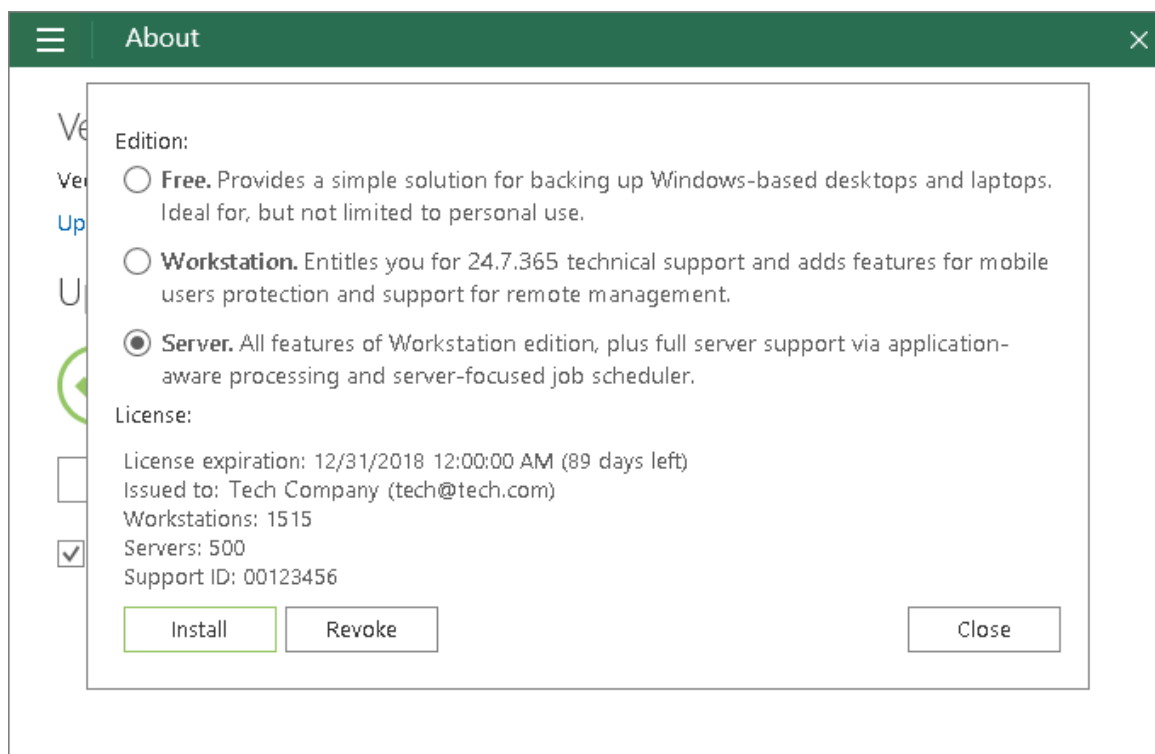 About
Edition:
Free. Provides a simple solution for backing up Windows-based desktops and laptops.
Ideal for, but not limited to personal use.
Workstation. Entitles you for 24.7.365 technical support and adds features for mobile
users protection and support for remote management.
Server. All features of Workstation edition, plus full server support via application-
aware processing and server-focused job scheduler.
License:
License expiration: 12/31/2018 12:00:00 AM (89 days left)
Issued to: Tech Company (tech@tech.com)
Workstations: 1515
Servers: 500
Support ID: 00123456
Install Revoke Close